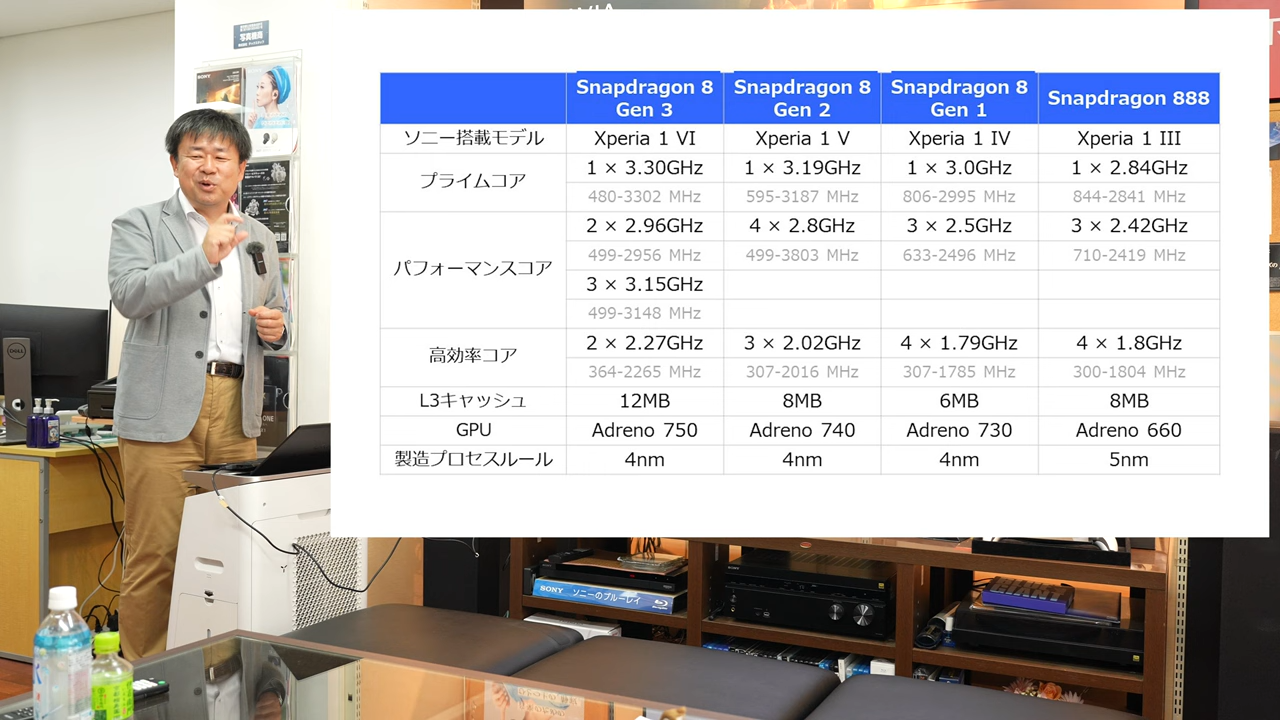 写真機商
SONY
DELL
Snapdragon 8 Gen 3 Snapdragon 8 Gen 2 Snapdragon 8 Gen 1 Snapdragon 888
ソニー搭載モデル Xperia 1 VI Xperia 1 V Xperia 1 IV Xperia 1 III
プライムコア 1 × 3.30GHz 1 × 3.19GHz 1 × 3.0GHz 1 × 2.84GHz
480-3302 MHz 595-3187 MHz 806-2995 MHz 844-2841 MHz
パフォーマンスコア 2 × 2.96GHz 4 × 2.8GHz 3 × 2.5GHz 3 × 2.42GHz
499-2956 MHz 499-3803 MHz 633-2496 MHz 710-2419 MHz
3 × 3.15GHz
499-3148 MHz
高効率コア 2 × 2.27GHz 3 × 2.02GHz 4 × 1.79GHz 4 × 1.8GHz
364-2265 MHz 307-2016 MHz 307-1785 MHz 300-1804 MHz
L3キャッシュ 12MB 8MB 6MB 8MB
GPU Adreno 750 Adreno 740 Adreno 730 Adreno 660
製造プロセスルール 4nm 4nm 4nm 5nm
SONY ソニーのブルーレイ